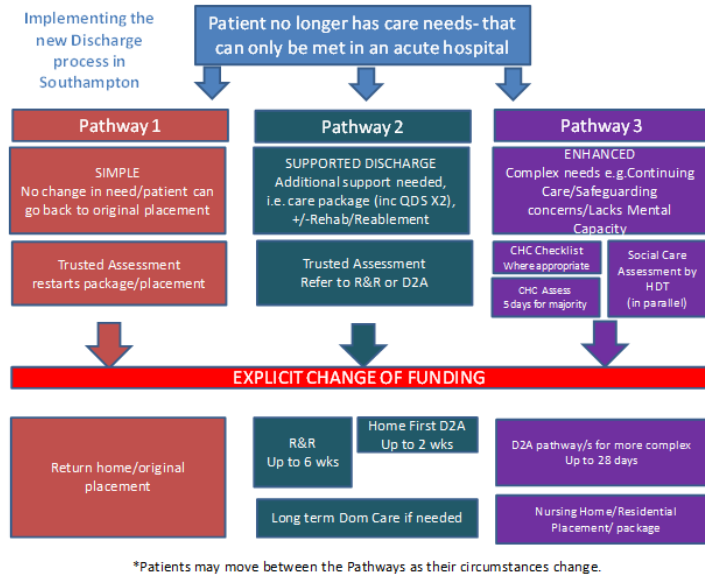 Implementing the
new Discharge
process in
Southampton
Patient no longer has care needs- that
can only be met in an acute hospital
Pathway 1
Pathway 2
Pathway 3
SIMPLE
No change in need/patient can
go back to original placement
SUPPORTED DISCHARGE
Additional support needed,
i.e. care package (inc QDS X2),
+/-Rehab/Reablement
ENHANCED
Complex needs e.g.Continuing
Care/Safeguarding
concerns/Lacks Mental
Capacity
Trusted Assessment
restarts package/placement
Trusted Assessment
Refer to R&R or D2A
CHC Checklist
Where appropriate
CHC Assess
5 days for majority
Social Care
Assessment by
HDT
(in parallel)
EXPLICIT CHANGE OF FUNDING
Return home/original
placement
R&R
Up to 6 wks
Home First D2A
Up to 2 wks
Long term Dom Care if needed
D2A pathway/s for more complex
Up to 28 days
Nursing Home/Residential
Placement/ package
*Patients may move between the Pathways as their circumstances change.